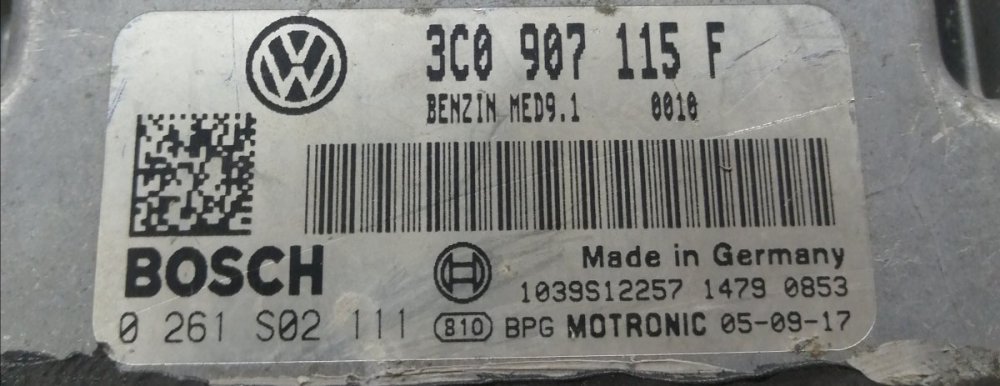 3C0 907 115 F
BENZIN MED9.1 0010
BOSCH
Made in Germany
1039S12257 1479 0853
0 261 S02 111 810 BPG MOTRONIC 05-09-17